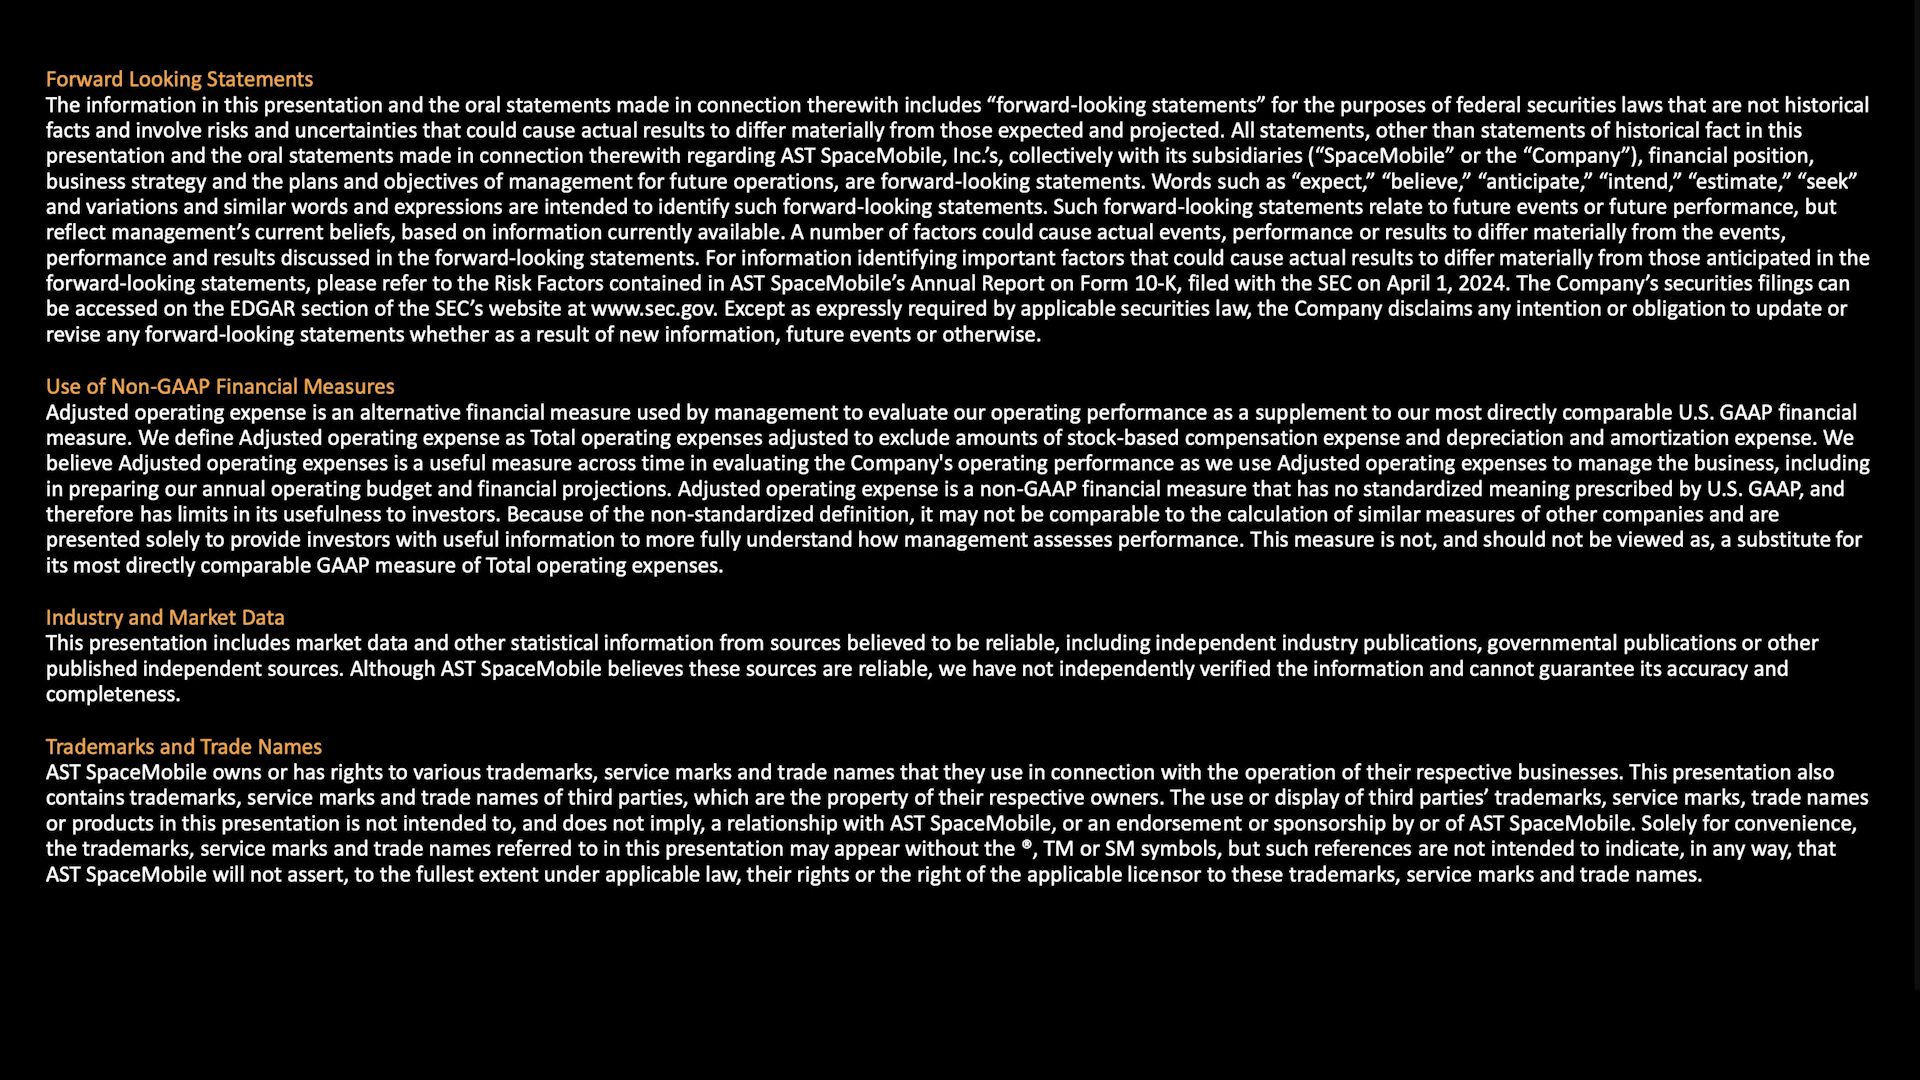 Forward Looking Statements
The information in this presentation and the oral statements made in connection therewith includes “forward-looking statements” for the purposes of federal securities laws that are not historical
facts and involve risks and uncertainties that could cause actual results to differ materially from those expected and projected. All statements, other than statements of historical fact in this
presentation and the oral statements made in connection therewith regarding AST SpaceMobile, Inc.’s, collectively with its subsidiaries (“SpaceMobile” or the “Company”), financial position,
business strategy and the plans and objectives of management for future operations, are forward-looking statements. Words such as “expect,” “believe,” “anticipate,” “intend,” “estimate,” “seek”
and variations and similar words and expressions are intended to identify such forward-looking statements. Such forward-looking statements relate to future events or future performance, but
reflect management’s current beliefs, based on information currently available. A number of factors could cause actual events, performance or results to differ materially from the events,
performance and results discussed in the forward-looking statements. For information identifying important factors that could cause actual results to differ materially from those anticipated in the
forward-looking statements, please refer to the Risk Factors contained in AST SpaceMobile’s Annual Report on Form 10-K, filed with the SEC on April 1, 2024. The Company’s securities filings can
be accessed on the EDGAR section of the SEC’s website at www.sec.gov. Except as expressly required by applicable securities law, the Company disclaims any intention or obligation to update or
revise any forward-looking statements whether as a result of new information, future events or otherwise.
Use of Non-GAAP Financial Measures
Adjusted operating expense is an alternative financial measure used by management to evaluate our operating performance as a supplement to our most directly comparable U.S. GAAP financial
measure. We define Adjusted operating expense as Total operating expenses adjusted to exclude amounts of stock-based compensation expense and depreciation and amortization expense. We
believe Adjusted operating expenses is a useful measure across time in evaluating the Company's operating performance as we use Adjusted operating expenses to manage the business, including
in preparing our annual operating budget and financial projections. Adjusted operating expense is a non-GAAP financial measure that has no standardized meaning prescribed by U.S. GAAP, and
therefore has limits in its usefulness to investors. Because of the non-standardized definition, it may not be comparable to the calculation of similar measures of other companies and are
presented solely to provide investors with useful information to more fully understand how management assesses performance. This measure is not, and should not be viewed as, a substitute for
its most directly comparable GAAP measure of Total operating expenses.
Industry and Market Data
This presentation includes market data and other statistical information from sources believed to be reliable, including independent industry publications, governmental publications or other
published independent sources. Although AST SpaceMobile believes these sources are reliable, we have not independently verified the information and cannot guarantee its accuracy and
completeness.
Trademarks and Trade Names
AST SpaceMobile owns or has rights to various trademarks, service marks and trade names that they use in connection with the operation of their respective businesses. This presentation also
contains trademarks, service marks and trade names of third parties, which are the property of their respective owners. The use or display of third parties’ trademarks, service marks, trade names
or products in this presentation is not intended to, and does not imply, a relationship with AST SpaceMobile, or an endorsement or sponsorship by or of AST SpaceMobile. Solely for convenience,
the trademarks, service marks and trade names referred to in this presentation may appear without the ®, TM or SM symbols, but such references are not intended to indicate, in any way, that
AST SpaceMobile will not assert, to the fullest extent under applicable law, their rights or the right of the applicable licensor to these trademarks, service marks and trade names.